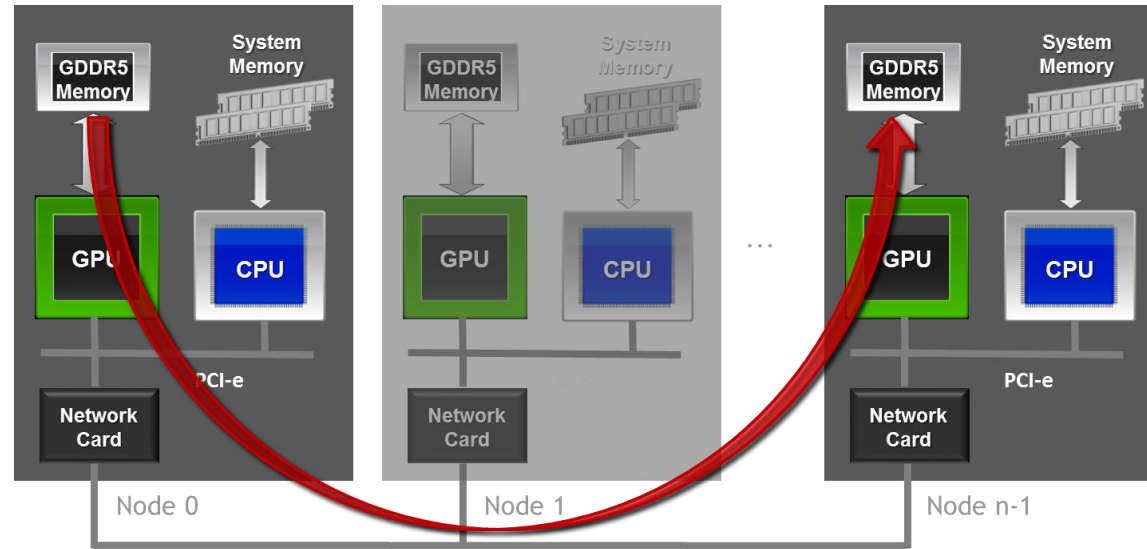 GDDR5
Memory
System
Memory
GPU
CPU
PCI-e
Network
Card
Node 0
GDDR5
Memory
System
Memory
GPU
CPU
Network
Card
Node 1
...
GDDR5
Memory
System
Memory
GPU
CPU
PCI-e
Network
Card
Node n-1